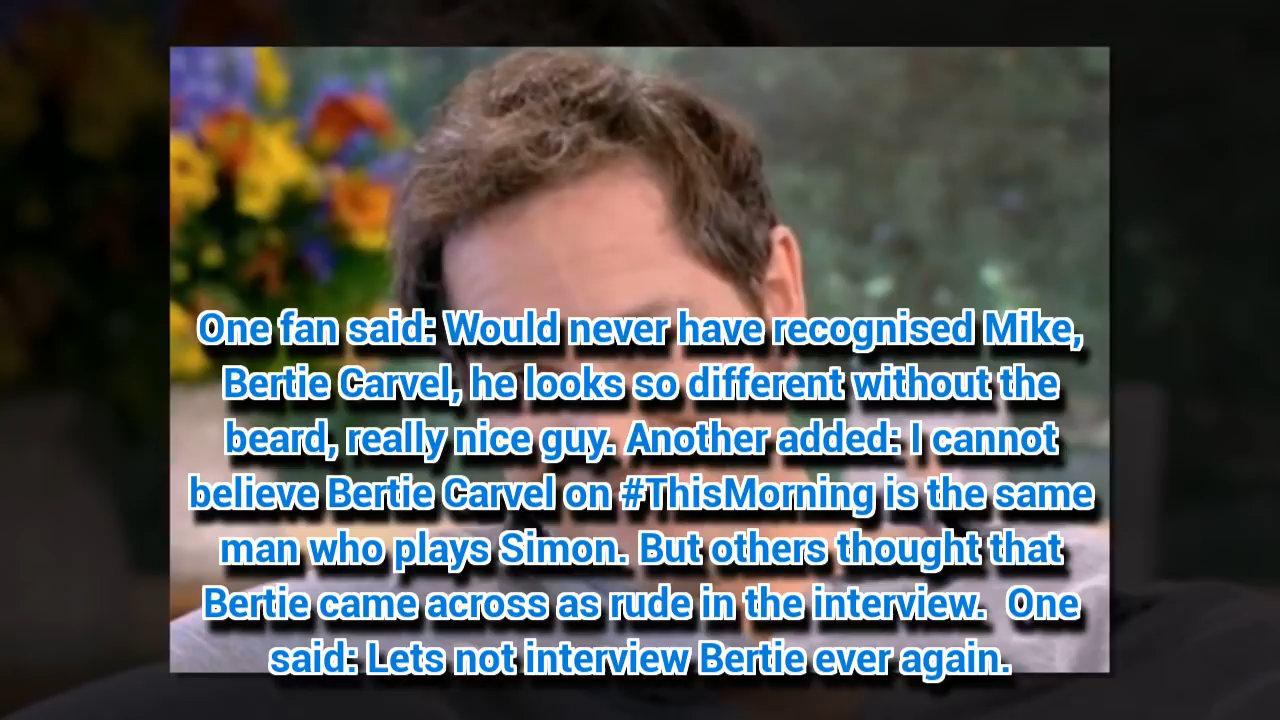 One fan said: Would never have recognised Mike,
Bertie Carvel, he looks so different without the
beard, really nice guy. Another added: I cannot
believe Bertie Carvel on #ThisMorning is the same
man who plays Simon. But others thought that
Bertie came across as rude in the interview.  One
said: Lets not interview Bertie ever again.